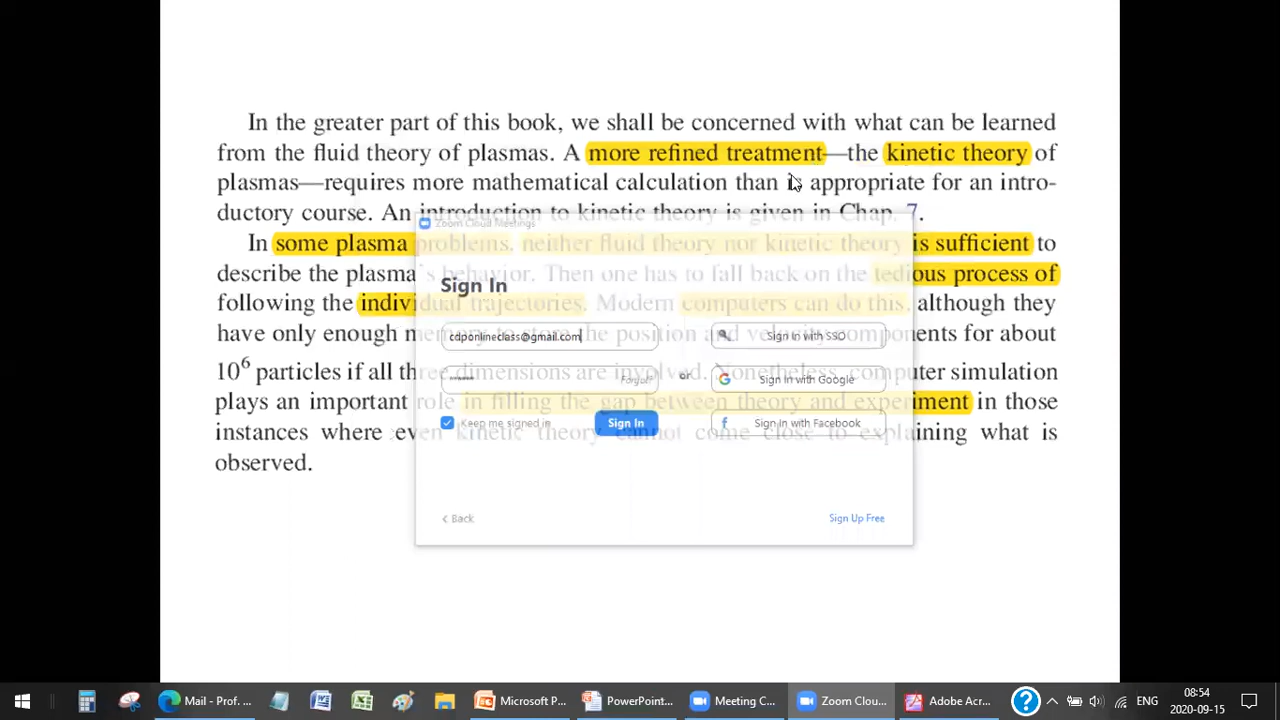 In the greater part of this book, we shall be concerned with what can be learned
from the fluid theory of plasmas. A more refined treatment—the kinetic theory of
plasmas—requires more mathematical calculation than is appropriate for an intro-
ductory course. An introduction to kinetic theory is given in Chap. 7.
Zoom Cloud Meetings
In some plasma problems, neither fluid theory nor kinetic theory is sufficient to
describe the plasma's behavior. Then one has to fall back on the tedious process of
Sign In
following the individual trajectories. Modern computers can do this, although they
have only enough memory to store the position and velocity components for about
cdponlineclass@gmail.com
Sign In with SSO
10⁶ particles if all three dimensions are involved. Nonetheless, computer simulation
Forgot?
or
Sign In with Google
plays an important role in filling the gap between theory and experiment in those
Keep me signed in
Sign In
Sign In with Facebook
instances where even kinetic theory cannot come close to explaining what is
observed.
< Back
Sign Up Free
Mail - Prof. ...
Microsoft P...
PowerPoint...
Meeting C...
Zoom Clou...
Adobe Acr...
ENG
08:54
2020-09-15